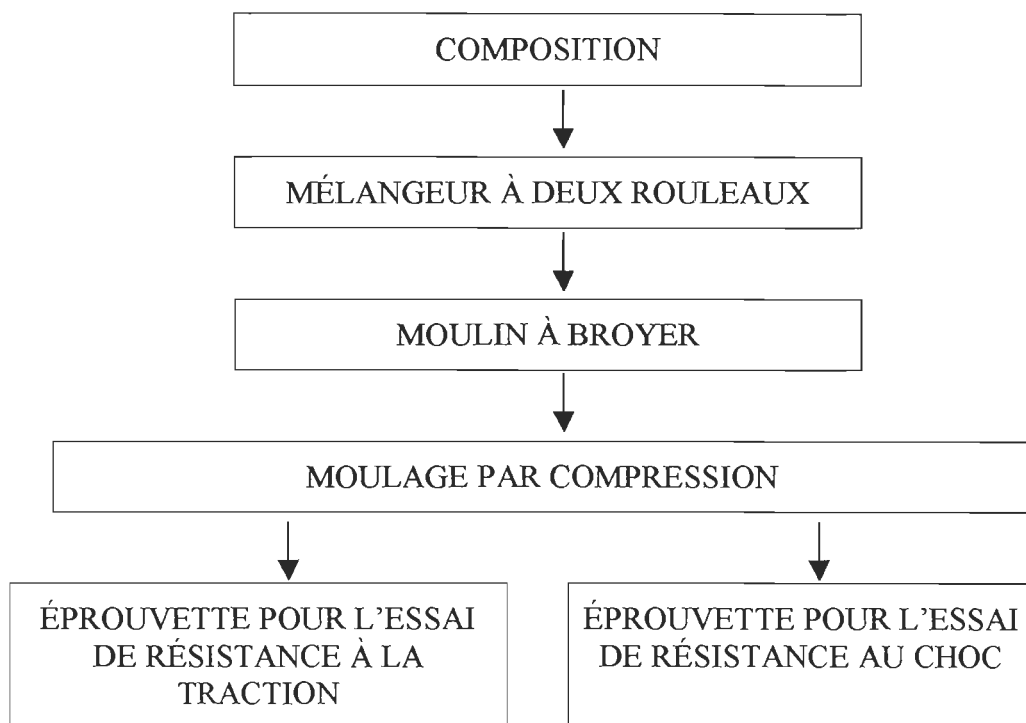 COMPOSITION
MÉLANGEUR À DEUX ROULEAUX
MOULIN À BROYER
MOULAGE PAR COMPRESSION
ÉPROUVETTE POUR L'ESSAI
DE RÉSISTANCE À LA
TRACTION
ÉPROUVETTE POUR L'ESSAI
DE RÉSISTANCE AU CHOC